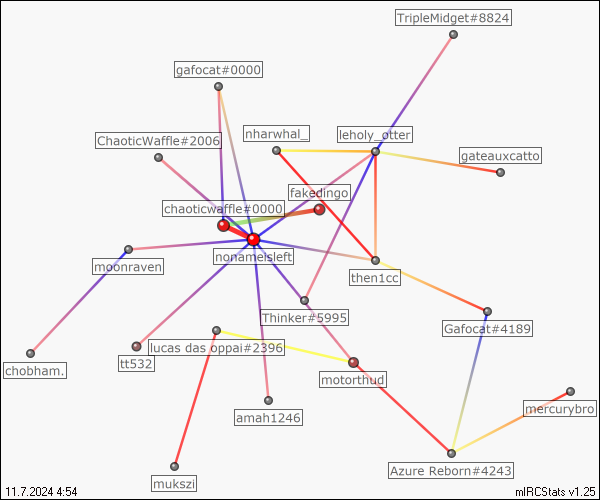 TripleMidget#8824
gafocat#0000
nharwhal_
leholy_otter
ChaoticWaffle#2006
gateauxcatto
fakedingo
chaoticwaffle#0000
nonameisleft
moonraven
then1cc
Thinker#5995
Gafocat#4189
lucas das oppai#2396
chobham.
tt532
motorthud
amah1246
mercurybro
Azure Reborn#4243
mukszi
11.7.2024 4:54
mIRCStats v1.25